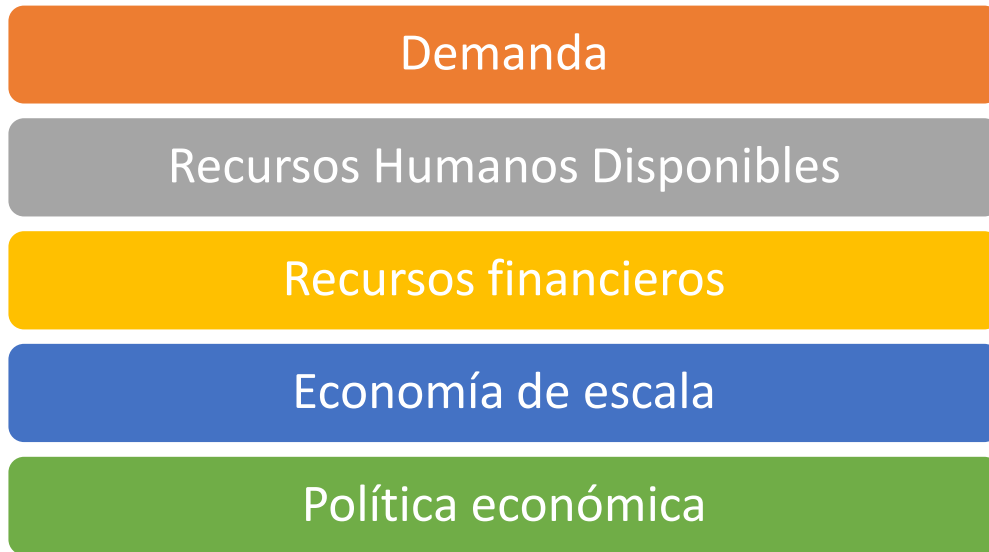 Demanda
Recursos Humanos Disponibles
Recursos financieros
Economía de escala
Política económica